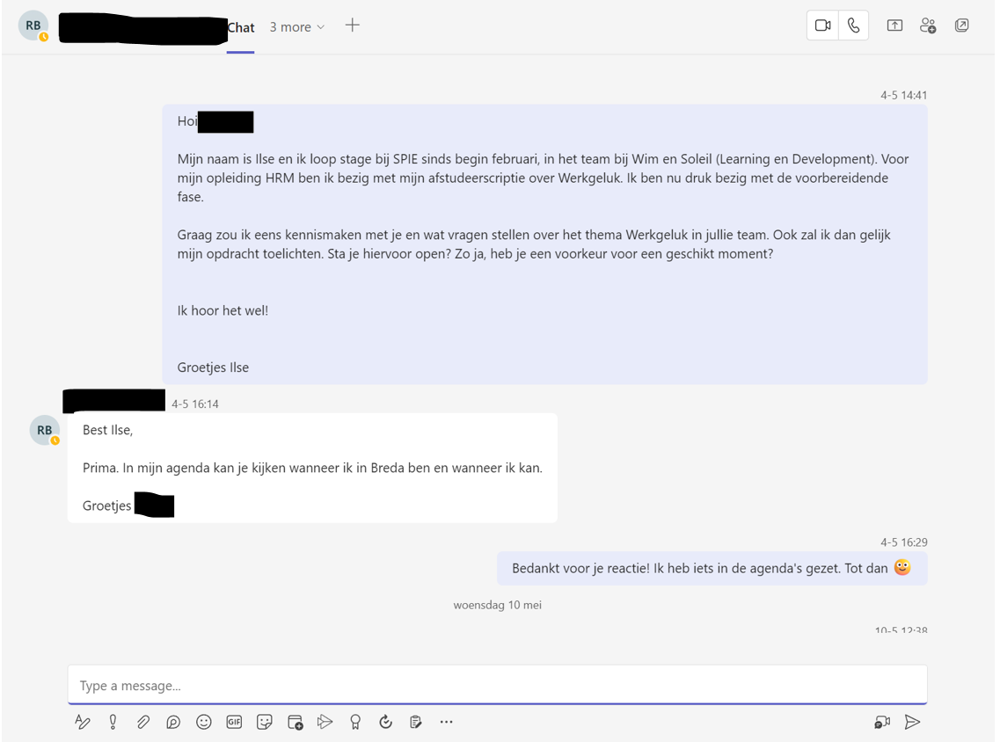 RB
Chat
3 more
4-5 14:41
Hoi
Mijn naam is Ilse en ik loop stage bij SPIE sinds begin februari, in het team bij Wim en Soleil (Learning en Development). Voor
mijn opleiding HRM ben ik bezig met mijn afstudeerscriptie over Werkgeluk. Ik ben nu druk bezig met de voorbereidende
fase.
Graag zou ik eens kennismaken met je en wat vragen stellen over het thema Werkgeluk in jullie team. Ook zal ik dan gelijk
mijn opdracht toelichten. Sta je hiervoor open? Zo ja, heb je een voorkeur voor een geschikt moment?
Ik hoor het wel!
Groetjes Ilse
4-5 16:14
RB
Best Ilse,
Prima. In mijn agenda kan je kijken wanneer ik in Breda ben en wanneer ik kan.
Groetjes
4-5 16:29
Bedankt voor je reactie! Ik heb iets in de agenda's gezet. Tot dan
woensdag 10 mei
10-5 12:38
Type a message...
GIF